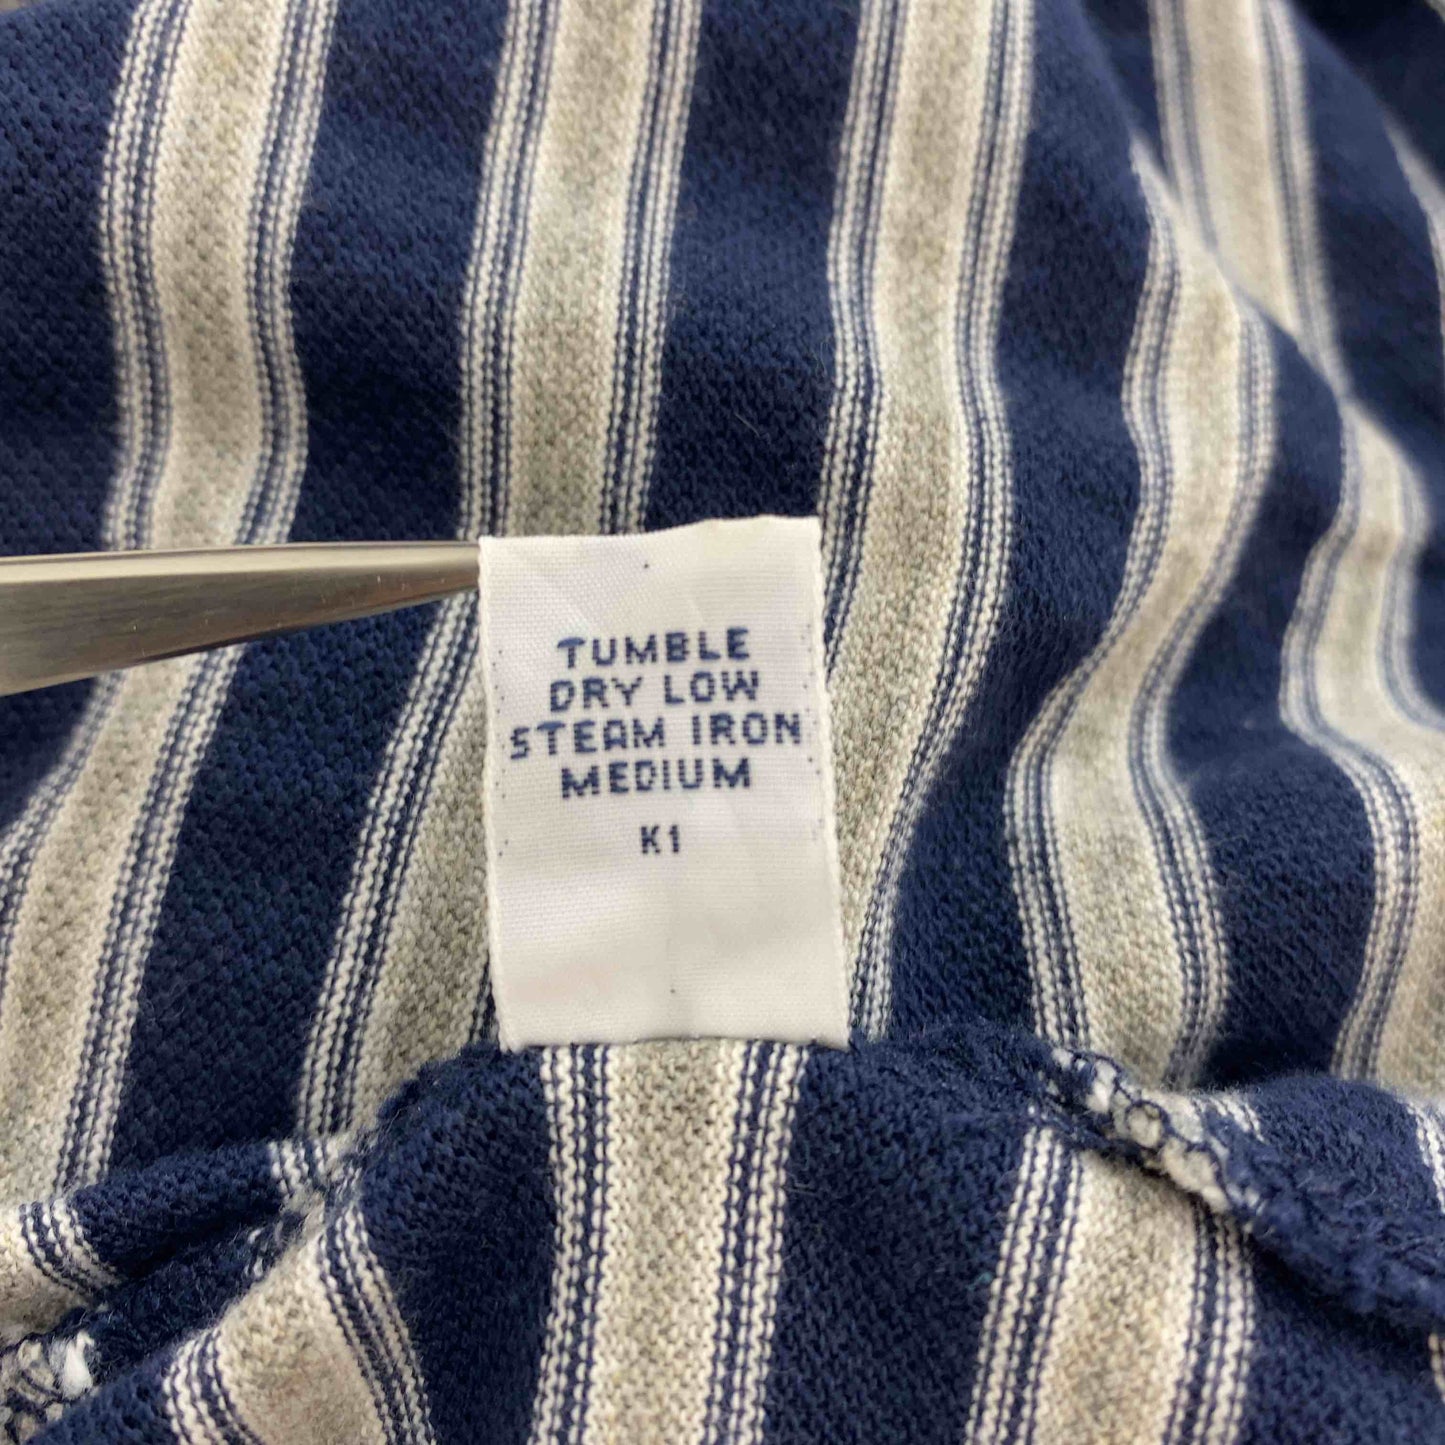 TUMBLE
DRY LOW
STEAM IRON
MEDIUM
K1